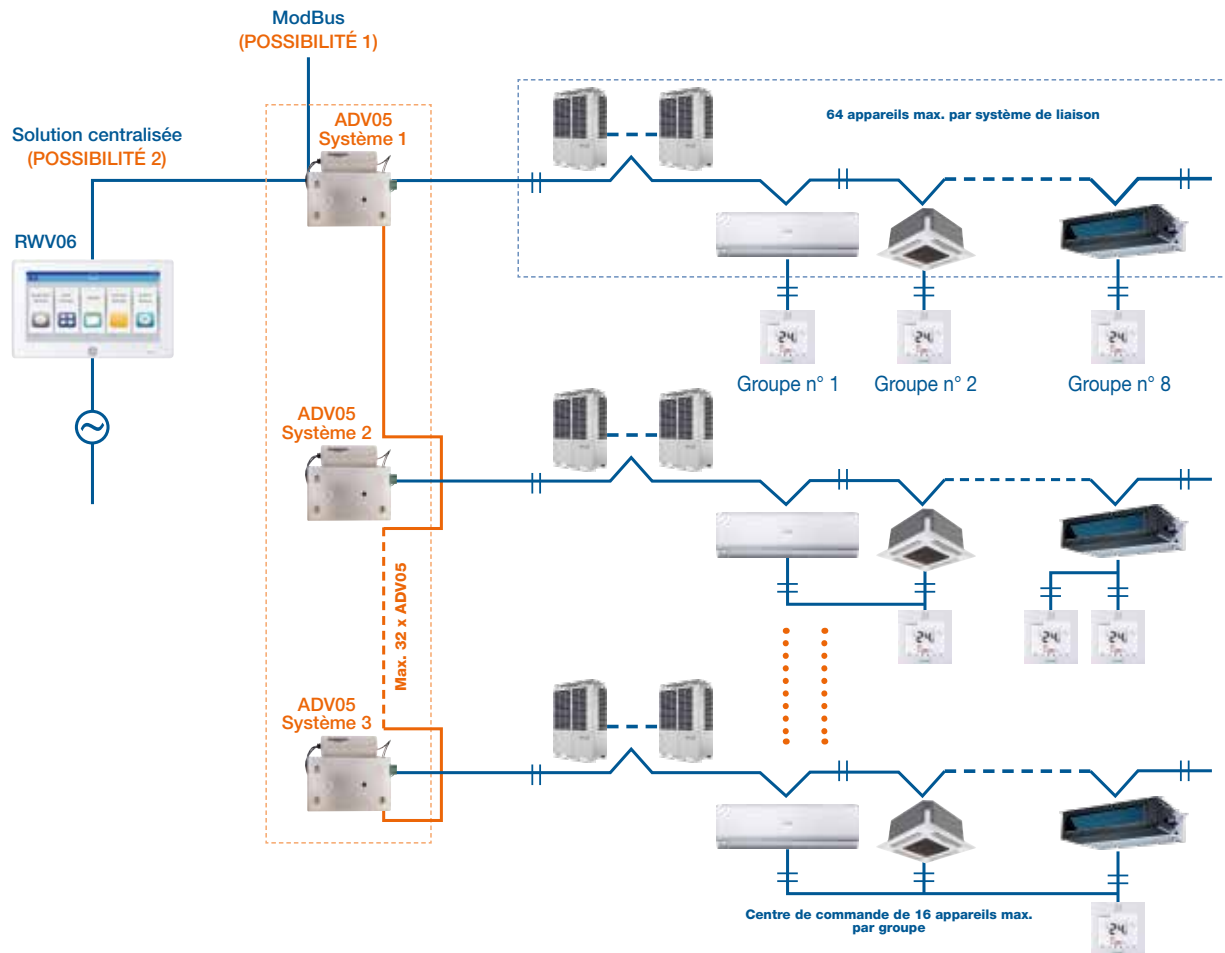 ModBus
(POSSIBILITÉ 1)
Solution centralisée
(POSSIBILITÉ 2)
RWV06
ADV05
Système 1
64 appareils max. par système de liaison
Groupe n° 1
Groupe n° 2
Groupe n° 8
ADV05
Système 2
Max. 32 x ADV05
ADV05
Système 3
Centre de commande de 16 appareils max.
par groupe